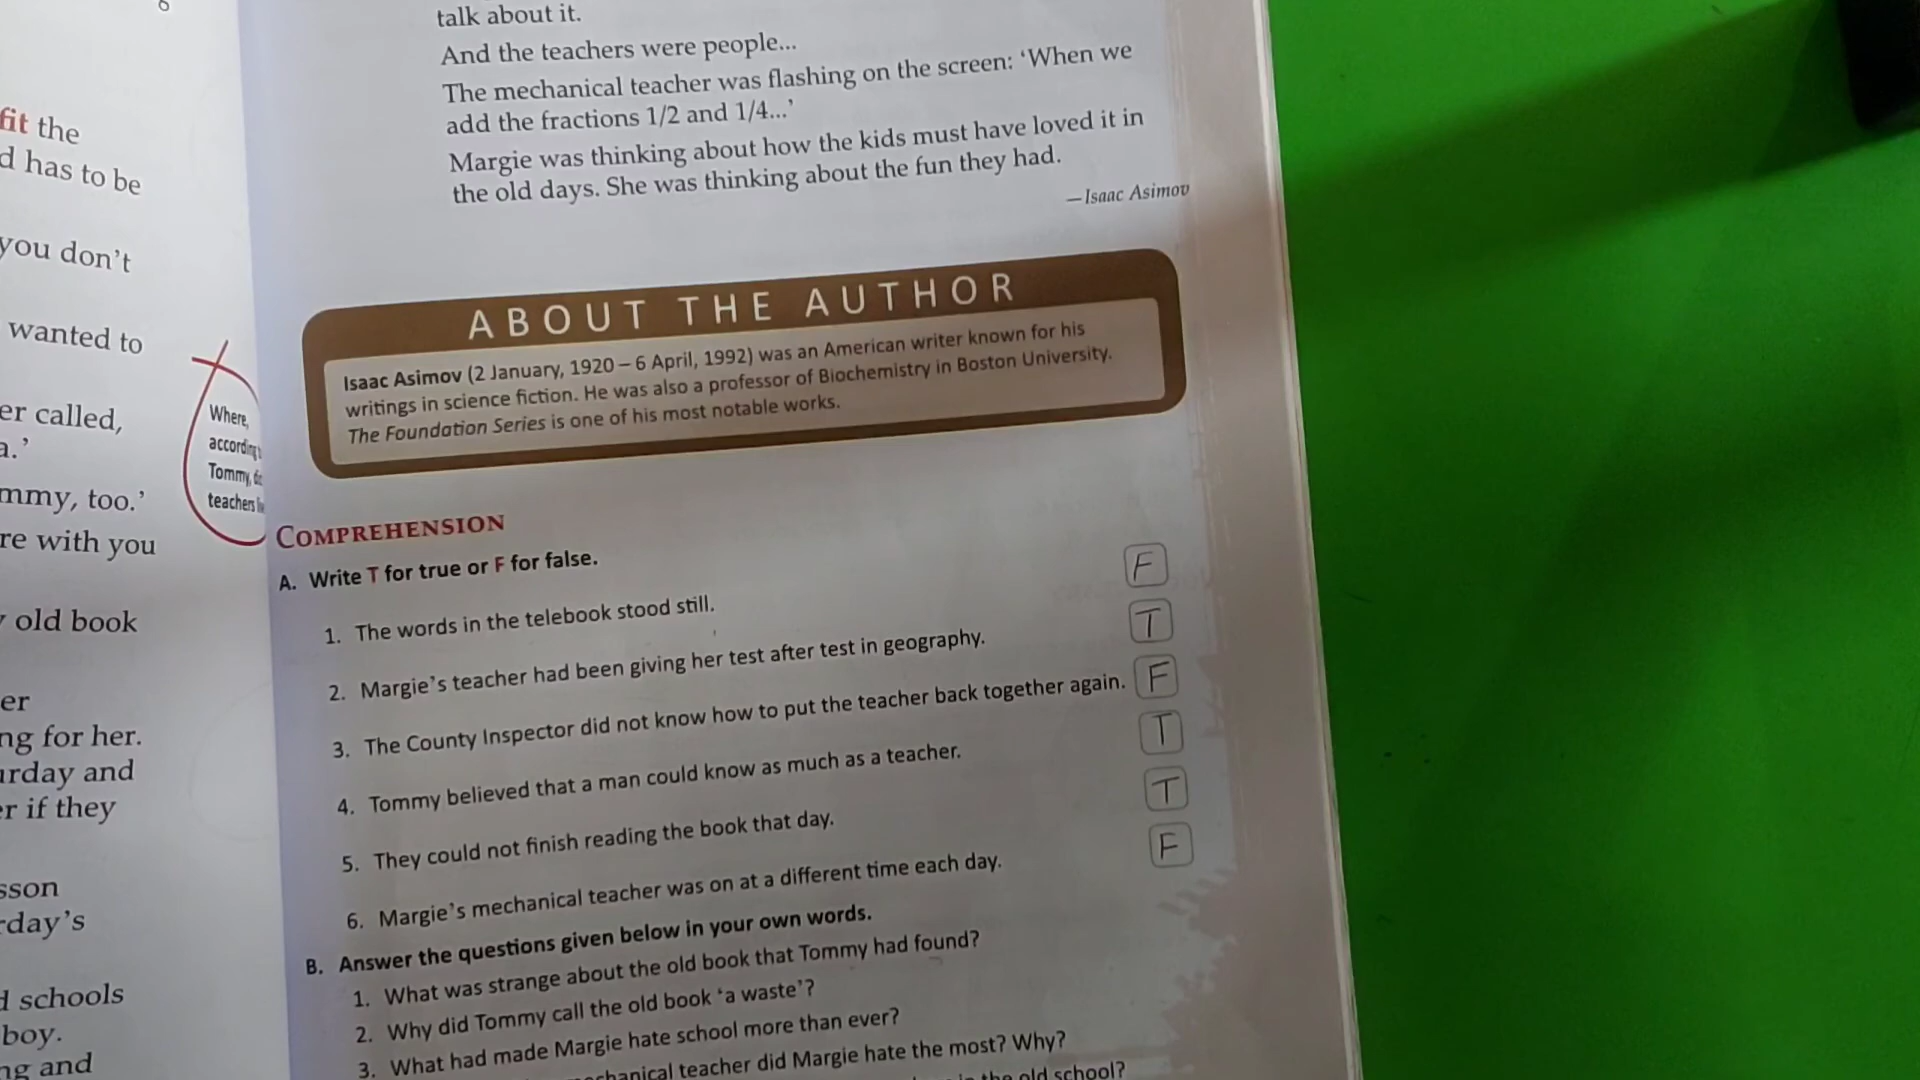 fit the
d has to be
you don't
wanted to
er called,
a.'
mmy, too.'
re with you
old book
er
ng for her.
urday and
er if they
sson
rday's
d schools
boy.
ng and
Where,
according
Tommy,
teachers
talk about it.
And the teachers were people...
The mechanical teacher was flashing on the screen: 'When we
add the fractions 1/2 and 1/4...'
Margie was thinking about how the kids must have loved it in
the old days. She was thinking about the fun they had.
—Isaac Asimov
ABOUT THE AUTHOR
Isaac Asimov (2 January, 1920 – 6 April, 1992) was an American writer known for his
writings in science fiction. He was also a professor of Biochemistry in Boston University.
The Foundation Series is one of his most notable works.
COMPREHENSION
A. Write T for true or F for false.
1. The words in the telebook stood still. F
2. Margie's teacher had been giving her test after test in geography. T
3. The County Inspector did not know how to put the teacher back together again. F
4. Tommy believed that a man could know as much as a teacher. T
5. They could not finish reading the book that day. T
6. Margie's mechanical teacher was on at a different time each day. F
B. Answer the questions given below in your own words.
1. What was strange about the old book that Tommy had found?
2. Why did Tommy call the old book 'a waste'?
3. What had made Margie hate school more than ever?
chanical teacher did Margie hate the most? Why?
in the old school?